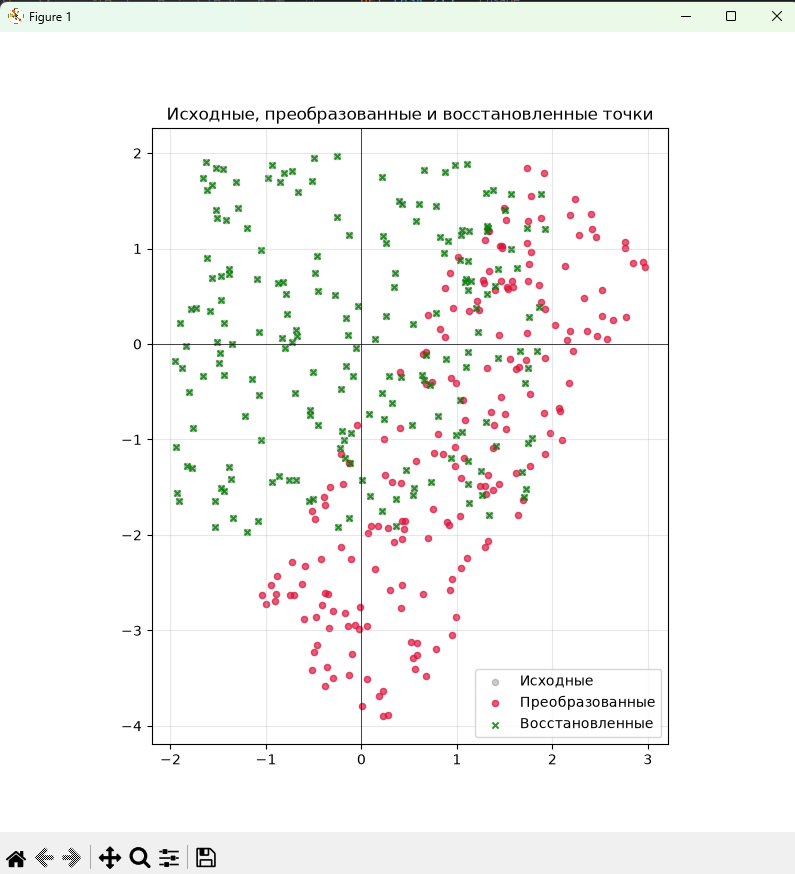 Figure 1
Исходные, преобразованные и восстановленные точки
2
1
0
−1
−2
−3
−4
Исходные
Преобразованные
Восстановленные
−2 −1 0 1 2 3